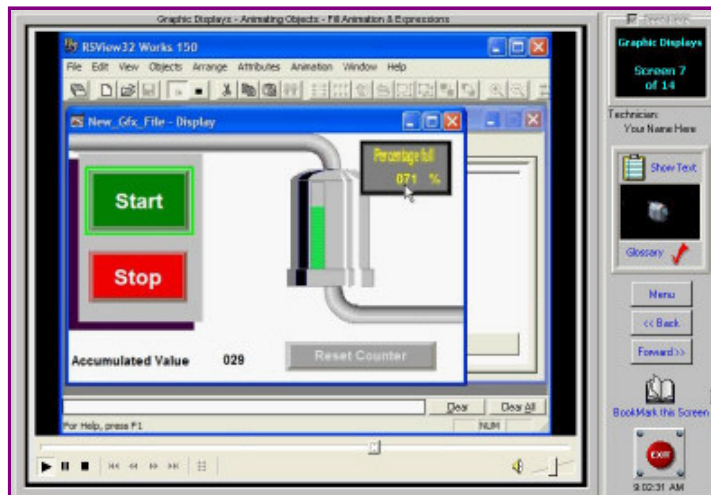 Graphic Displays - Animating Objects - Fill Animation & Expressions
RSView32 Works 150
File Edit View Objects Arrange Attributes Animation Window Help
New_Gfx_File - Display
Percentage full
071 %
Start
Stop
Accumulated Value 029
Reset Counter
Clear Clear All
For Help, press F1
NUM
Graphic Displays
Screen 7
of 14
Technician:
Your Name Here
Show Text
Glossary
Menu
<< Back
Forward >>
BookMark this Screen
EXIT
9:02:31 AM